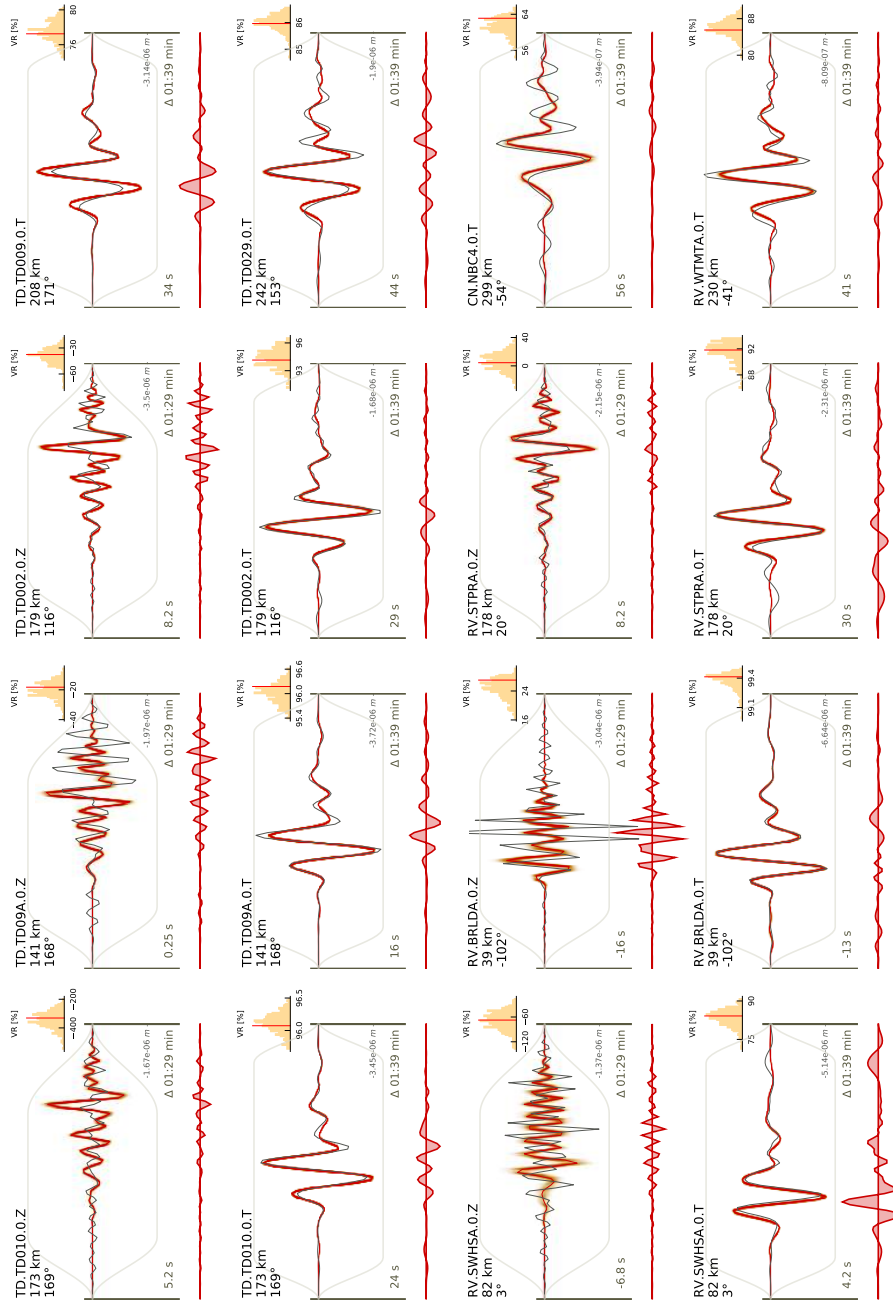 TD.TD010.0.Z
173 km
169°
VR [%]
−400 −200
-1.67e-06 m
5.2 s
Δ 01:29 min
TD.TD09A.0.Z
141 km
168°
VR [%]
−40 −20
-1.97e-06 m
0.25 s
Δ 01:29 min
TD.TD002.0.Z
179 km
116°
VR [%]
−60 −30
-3.5e-06 m
8.2 s
Δ 01:29 min
TD.TD009.0.T
208 km
171°
VR [%]
76 80
-3.14e-06 m
34 s
Δ 01:39 min
TD.TD010.0.T
173 km
169°
VR [%]
96.0 96.5
-3.45e-06 m
24 s
Δ 01:39 min
TD.TD09A.0.T
141 km
168°
VR [%]
95.4 96.0 96.6
-3.72e-06 m
16 s
Δ 01:39 min
TD.TD002.0.T
179 km
116°
VR [%]
93 96
-1.68e-06 m
29 s
Δ 01:39 min
TD.TD029.0.T
242 km
153°
VR [%]
85 86
-1.9e-06 m
44 s
Δ 01:39 min
RV.SWHSA.0.Z
82 km
3°
VR [%]
−120 −60
-1.37e-06 m
-6.8 s
Δ 01:29 min
RV.BRLDA.0.Z
39 km
-102°
VR [%]
16 24
-3.04e-06 m
-16 s
Δ 01:29 min
RV.STPRA.0.Z
178 km
20°
VR [%]
0 40
-2.15e-06 m
8.2 s
Δ 01:29 min
CN.NBC4.0.T
299 km
-54°
VR [%]
56 64
-3.94e-07 m
56 s
Δ 01:39 min
RV.SWHSA.0.T
82 km
3°
VR [%]
75 90
-5.14e-06 m
4.2 s
Δ 01:39 min
RV.BRLDA.0.T
39 km
-102°
VR [%]
99.1 99.4
-6.64e-06 m
-13 s
Δ 01:39 min
RV.STPRA.0.T
178 km
20°
VR [%]
88 92
-2.31e-06 m
30 s
Δ 01:39 min
RV.WTMTA.0.T
230 km
-41°
VR [%]
80 88
-8.09e-07 m
41 s
Δ 01:39 min